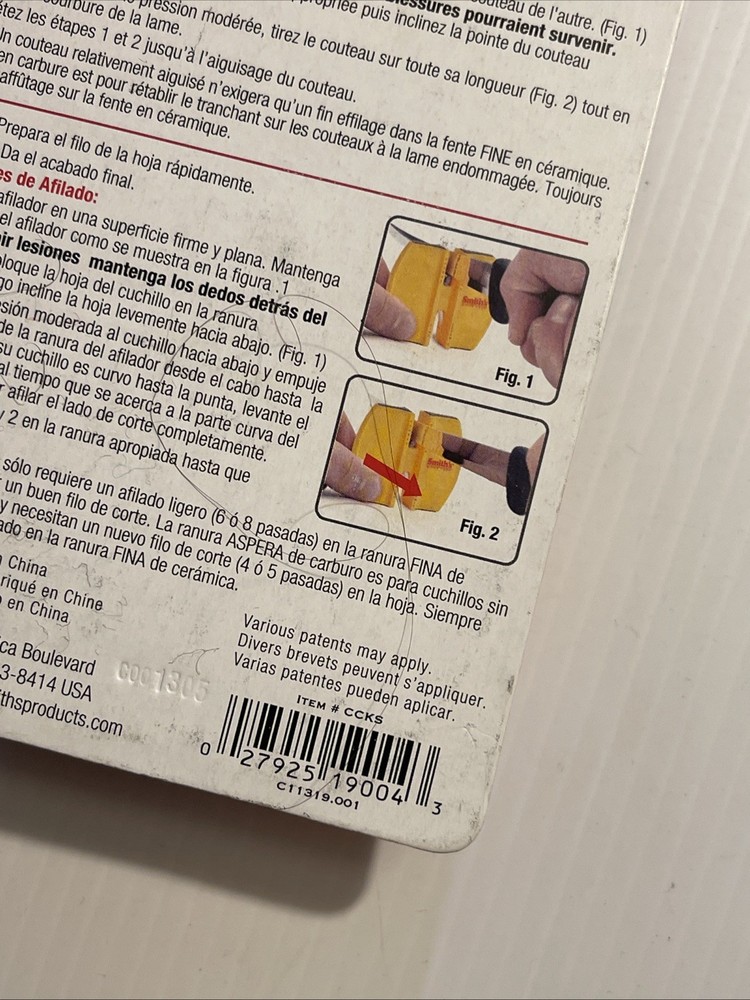 couteau de l'autre. (Fig. 1)
blessures pourraient survenir.
puis inclinez la pointe du couteau
pression modérée, tirez le couteau sur toute sa longueur (Fig. 2) tout en
de la lame.
étez les étapes 1 et 2 jusqu'à l'aiguisage du couteau.
Un couteau relativement aiguisé n'exigera qu'un fin effilage dans la fente FINE en céramique.
en carbure est pour rétablir le tranchant sur les couteaux à la lame endommagée. Toujours
affûtage sur la fente en céramique.
Prepara el filo de la hoja rápidamente.
Da el acabado final.
es de Afilado:
afilador en una superficie firme y plana. Mantenga
el afilador como se muestra en la figura .1
ir lesiones mantenga los dedos detrás del
loque la hoja del cuchillo en la ranura
go incline la hoja levemente hacia abajo. (Fig. 1)
sión moderada al cuchillo hacia abajo y empuje
de la ranura del afilador desde el cabo hasta la
su cuchillo es curvo hasta la punta, levante el
al tiempo que se acerca a la parte curva del
r afilar el lado de corte completamente.
y 2 en la ranura apropiada hasta que
Smith's
Fig. 1
Smith's
Fig. 2
sólo requiere un afilado ligero (6 ó 8 pasadas) en la ranura FINA de
un buen filo de corte. La ranura ASPERA de carburo es para cuchillos sin
y necesitan un nuevo filo de corte (4 ó 5 pasadas) en la hoja. Siempre
ado en la ranura FINA de cerámica.
n China
riqué en Chine
o en China
ca Boulevard
3-8414 USA
thsproducts.com
COO1305
Various patents may apply.
Divers brevets peuvent s'appliquer.
Varias patentes pueden aplicar.
ITEM # CCKS
0 27925 19004 3
C11319.001